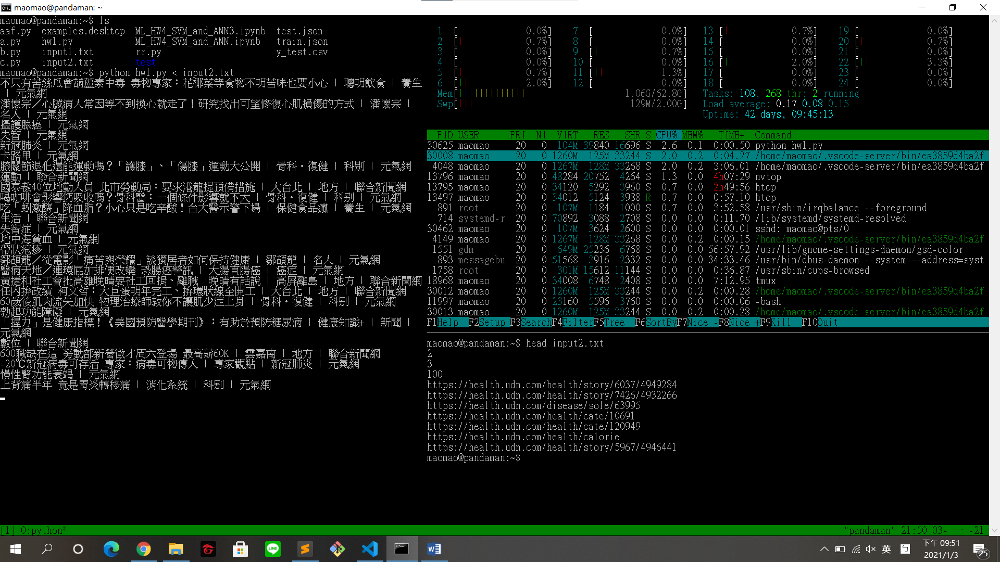 maomao@pandaman: ~
maomao@pandaman:~$ ls
aaf.py  examples.desktop  ML_HW4_SVM_and_ANN3.ipynb  test.json
a.py    hw1.py            ML_HW4_SVM_and_ANN.ipynb   train.json
b.py    input1.txt        rr.py                      y_test.csv
c.py    input2.txt        test
maomao@pandaman:~$ python hw1.py < input2.txt
不只有苦絲瓜會葫蘆素中毒 毒物專家：花椰菜等食物不明苦味也要小心 | 聰明飲食 | 養生
 | 元氣網
潘懷宗／心臟病人常因等不到換心就走了！研究找出可望修復心肌損傷的方式 | 潘懷宗 |
名人 | 元氣網
攝護腺癌 | 元氣網
失智 | 元氣網
新冠肺炎 | 元氣網
卡路里 | 元氣網
膝關節退化還能運動嗎？「護膝」、「傷膝」運動大公開 | 骨科・復健 | 科別 | 元氣網
運動 | 聯合新聞網
國泰裁40位地勤人員 北市勞動局：要求港龍提預備措施 | 大台北 | 地方 | 聯合新聞網
喝咖啡會影響鈣吸收嗎？骨科醫：一個條件影響就不大 | 骨科・復健 | 科別 | 元氣網
吃「蚓激酶」降血脂？小心只是吃辛酸！台大醫示警下場 | 保健食品瘋 | 養生 | 元氣網
生活 | 聯合新聞網
失智症 | 元氣網
地中海貧血 | 元氣網
帶狀疱疹 | 元氣網
鄒頡龍／從電影「痛苦與榮耀」談獨居者如何保持健康 | 鄒頡龍 | 名人 | 元氣網
醫病天地／連環屁加排便改變 恐腸癌警訊 | 大腸直腸癌 | 癌症 | 元氣網
黃捷和社工會批高雄晚晴要社工回捐、離職  晚晴有話說 | 高屏離島 | 地方 | 聯合新聞網
任內拚政績 柯文哲：大巨蛋明年完工、拚環狀線全開工 | 大台北 | 地方 | 聯合新聞網
60歲後肌肉流失加快 物理治療師教你不讓肌少症上身 | 骨科・復健 | 科別 | 元氣網
勃起功能障礙 | 元氣網
「握力」是健康指標！《美國預防醫學期刊》：有助於預防糖尿病 | 健康知識+ | 新聞 |
元氣網
數位 | 聯合新聞網
600職缺在這 勞動部新營徵才周六登場 最高薪60K | 雲嘉南 | 地方 | 聯合新聞網
-20℃新冠病毒可存活 專家：病毒可物傳人 | 專家觀點 | 新冠肺炎 | 元氣網
慢性腎功能衰竭 | 元氣網
上背痛半年 竟是胃炎轉移痛 | 消化系統 | 科別 | 元氣網
1 [ 0.0%] 7 [ 0.0%] 13 [| 0.7%] 19 [ 0.0%]
2 [| 0.7%] 8 [ 0.0%] 14 [ 0.0%] 20 [| 0.7%]
3 [ 0.0%] 9 [| 0.7%] 15 [ 0.0%] 21 [ 0.0%]
4 [ 0.0%] 10 [ 0.0%] 16 [| 2.0%] 22 [|| 3.3%]
5 [| 0.7%] 11 [|| 1.3%] 17 [ 0.0%] 23 [ 0.0%]
6 [|| 2.0%] 12 [ 0.0%] 18 [ 0.0%] 24 [ 0.0%]
Mem[||||||||||||| 1.06G/62.8G] Tasks: 108, 268 thr; 2 running
Swp[||| 129M/2.00G] Load average: 0.17 0.08 0.15
Uptime: 42 days, 09:45:13
PID USER PRI NI VIRT RES SHR S CPU% MEM% TIME+ Command
30625 maomao 20 0 104M 39840 16696 S 2.6 0.1 0:00.50 python hw1.py
30008 maomao 20 0 1260M 125M 33244 S 2.0 0.2 0:04.27 /home/maomao/.vscode-server/bin/ea3859d4ba2f
4048 maomao 20 0 1267M 128M 33268 S 2.0 0.2 3:06.01 /home/maomao/.vscode-server/bin/ea3859d4ba2f
13796 maomao 20 0 48284 20752 4264 S 1.3 0.0 4h07:29 nvtop
13795 maomao 20 0 34120 5292 3960 S 0.7 0.0 2h49:56 htop
13497 maomao 20 0 34012 5124 3988 R 0.7 0.0 0:57.10 htop
891 root 20 0 107M 1184 1000 S 0.7 0.0 3:52.58 /usr/sbin/irqbalance --foreground
714 systemd-r 20 0 70892 3088 2708 S 0.0 0.0 0:11.70 /lib/systemd/systemd-resolved
30462 maomao 20 0 107M 3624 2600 S 0.0 0.0 0:00.01 sshd: maomao@pts/0
4149 maomao 20 0 1267M 128M 33268 S 0.0 0.2 0:00.15 /home/maomao/.vscode-server/bin/ea3859d4ba2f
1551 gdm 20 0 649M 25236 6768 S 0.0 0.0 56:57.92 /usr/lib/gnome-settings-daemon/gsd-color
893 messagebu 20 0 51568 3916 2332 S 0.0 0.0 34:33.46 /usr/bin/dbus-daemon --system --address=syst
1758 root 20 0 301M 15612 11144 S 0.0 0.0 0:36.87 /usr/sbin/cups-browsed
18968 maomao 20 0 34008 6748 2408 S 0.0 0.0 7:12.95 tmux
30012 maomao 20 0 1260M 125M 33244 S 0.0 0.2 0:00.28 /home/maomao/.vscode-server/bin/ea3859d4ba2f
11997 maomao 20 0 23160 5596 3760 S 0.0 0.0 0:00.06 -bash
30013 maomao 20 0 1260M 125M 33244 S 0.0 0.2 0:00.28 /home/maomao/.vscode-server/bin/ea3859d4ba2f
F1Help F2Setup F3SearchF4FilterF5Tree F6SortByF7Nice -F8Nice +F9Kill F10Quit
maomao@pandaman:~$ head input2.txt
2
3
100
https://health.udn.com/health/story/6037/4949284
https://health.udn.com/health/story/7426/4932266
https://health.udn.com/disease/sole/63995
https://health.udn.com/health/cate/10691
https://health.udn.com/health/cate/120949
https://health.udn.com/health/calorie
https://health.udn.com/health/story/5967/4946441
maomao@pandaman:~$
[1] 0:python* "pandaman" 21:50 03- 一 -21
英
下午 09:51
2021/1/3
25